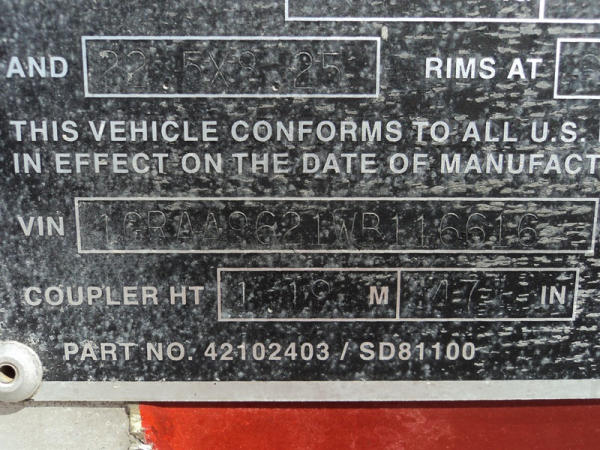 AND 22.5X8.25 RIMS AT
THIS VEHICLE CONFORMS TO ALL U.S.
IN EFFECT ON THE DATE OF MANUFACT
VIN 1GRAA9621WB116616
COUPLER HT 1.19 M 47 IN
PART NO. 42102403 / SD81100